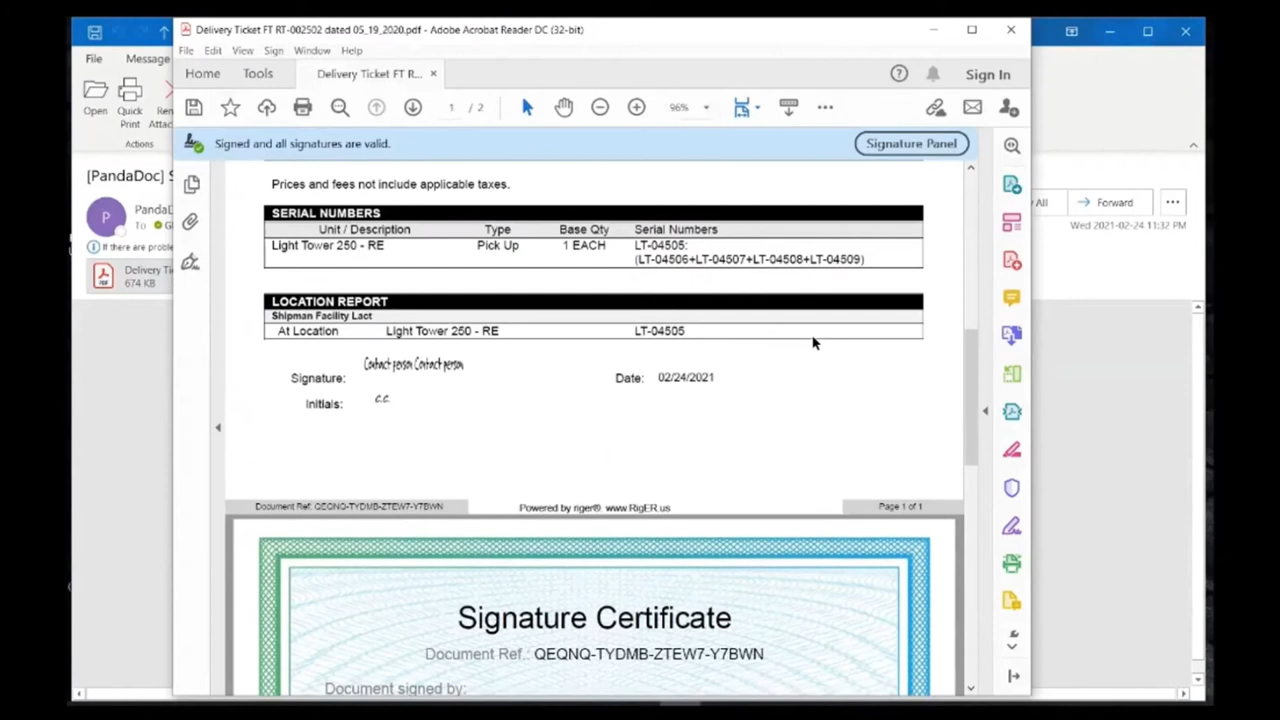 Delivery Ticket FT RT-002502 dated 05_19_2020.pdf - Adobe Acrobat Reader DC (32-bit)
File Edit View Sign Window Help
File Message
Home Tools Delivery Ticket FT R... × Sign In
Open Quick Print
Actions
1 / 2 96%
Signed and all signatures are valid. Signature Panel
[PandaDoc] S
P
To
If there are proble
Delivery Ti
674 KB
All Forward
Wed 2021-02-24 11:32 PM
Prices and fees not include applicable taxes.
SERIAL NUMBERS
Unit / Description Type Base Qty Serial Numbers
Light Tower 250 - RE Pick Up 1 EACH LT-04505:
(LT-04506+LT-04507+LT-04508+LT-04509)
LOCATION REPORT
Shipman Facility Lact
At Location Light Tower 250 - RE LT-04505
Contact person Contact person
Signature: Date: 02/24/2021
Initials: C.C.
Document Ref: QEQNQ-TYDMB-ZTEW7-Y7BWN Powered by riger® www.RigER.us Page 1 of 1
Signature Certificate
Document Ref.: QEQNQ-TYDMB-ZTEW7-Y7BWN
Document signed by: